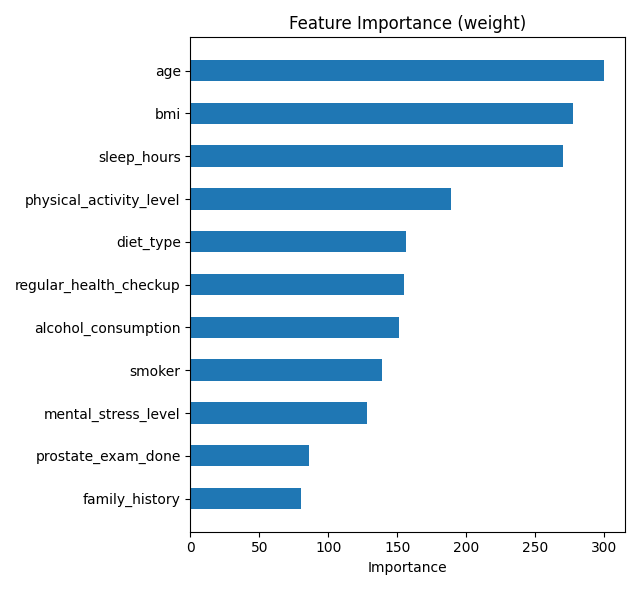 Feature Importance (weight)
age
bmi
sleep_hours
physical_activity_level
diet_type
regular_health_checkup
alcohol_consumption
smoker
mental_stress_level
prostate_exam_done
family_history
0 50 100 150 200 250 300
Importance